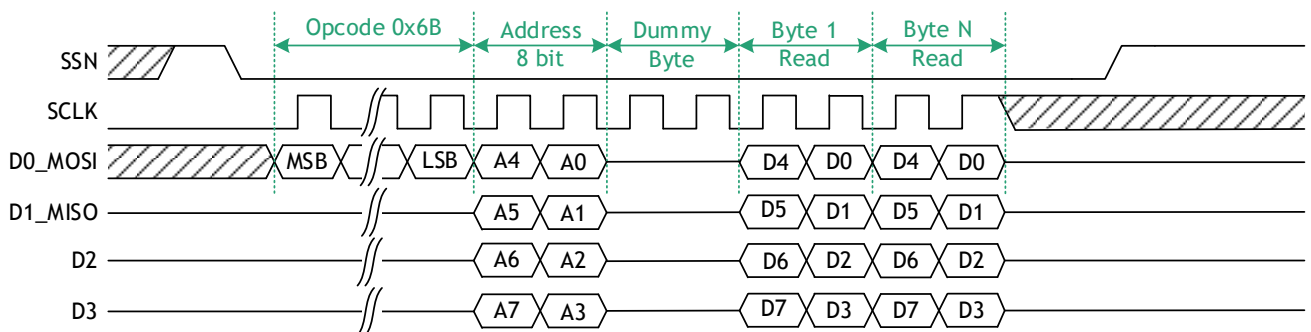 Opcode 0x6B Address Dummy Byte 1 Byte N
8 bit Byte Read Read
SSN
SCLK
D0_MOSI MSB LSB A4 A0 D4 D0 D4 D0
D1_MISO A5 A1 D5 D1 D5 D1
D2 A6 A2 D6 D2 D6 D2
D3 A7 A3 D7 D3 D7 D3